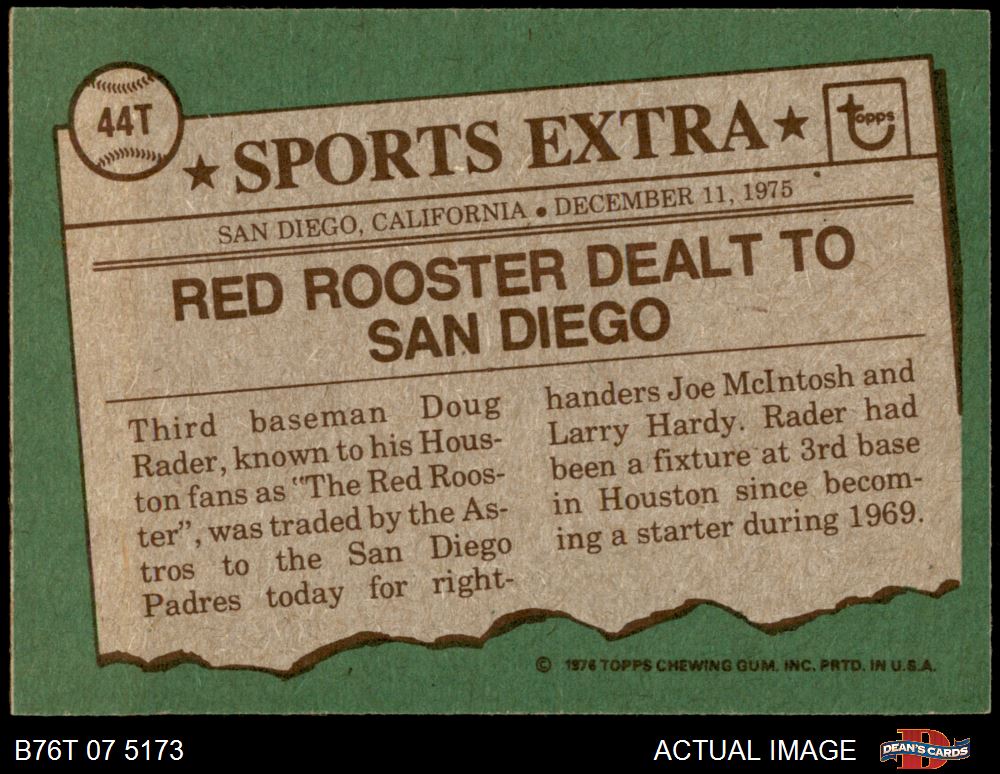 44T
★ SPORTS EXTRA ★
topps
SAN DIEGO, CALIFORNIA ● DECEMBER 11, 1975
RED ROOSTER DEALT TO
SAN DIEGO
Third baseman Doug
Rader, known to his Hous-
ton fans as "The Red Roos-
ter", was traded by the As-
tros to the San Diego
Padres today for right-
handers Joe McIntosh and
Larry Hardy. Rader had
been a fixture at 3rd base
in Houston since becom-
ing a starter during 1969.
© 1976 TOPPS CHEWING GUM, INC. PRTD. IN U.S.A.
B76T 07 5173
ACTUAL IMAGE
B
DEAN'S CARDS